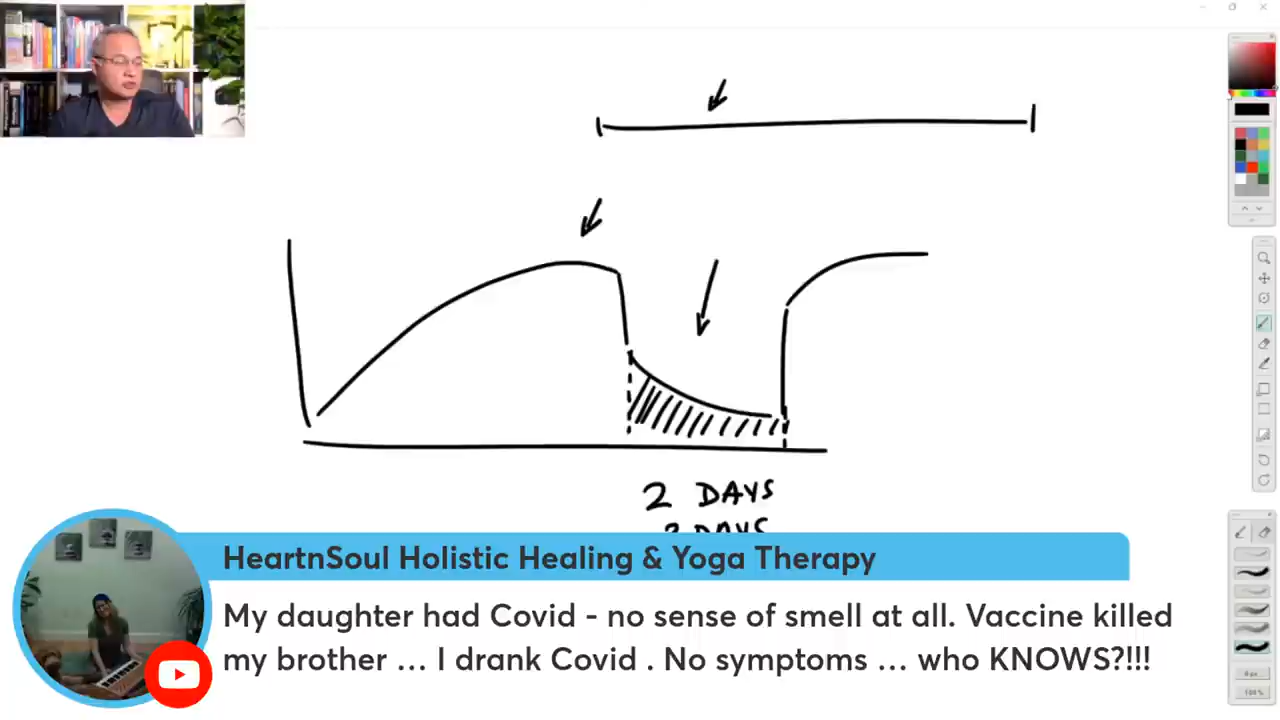 2 DAYS
HeartnSoul Holistic Healing & Yoga Therapy
My daughter had Covid - no sense of smell at all. Vaccine killed
my brother ... I drank Covid . No symptoms ... who KNOWS?!!!